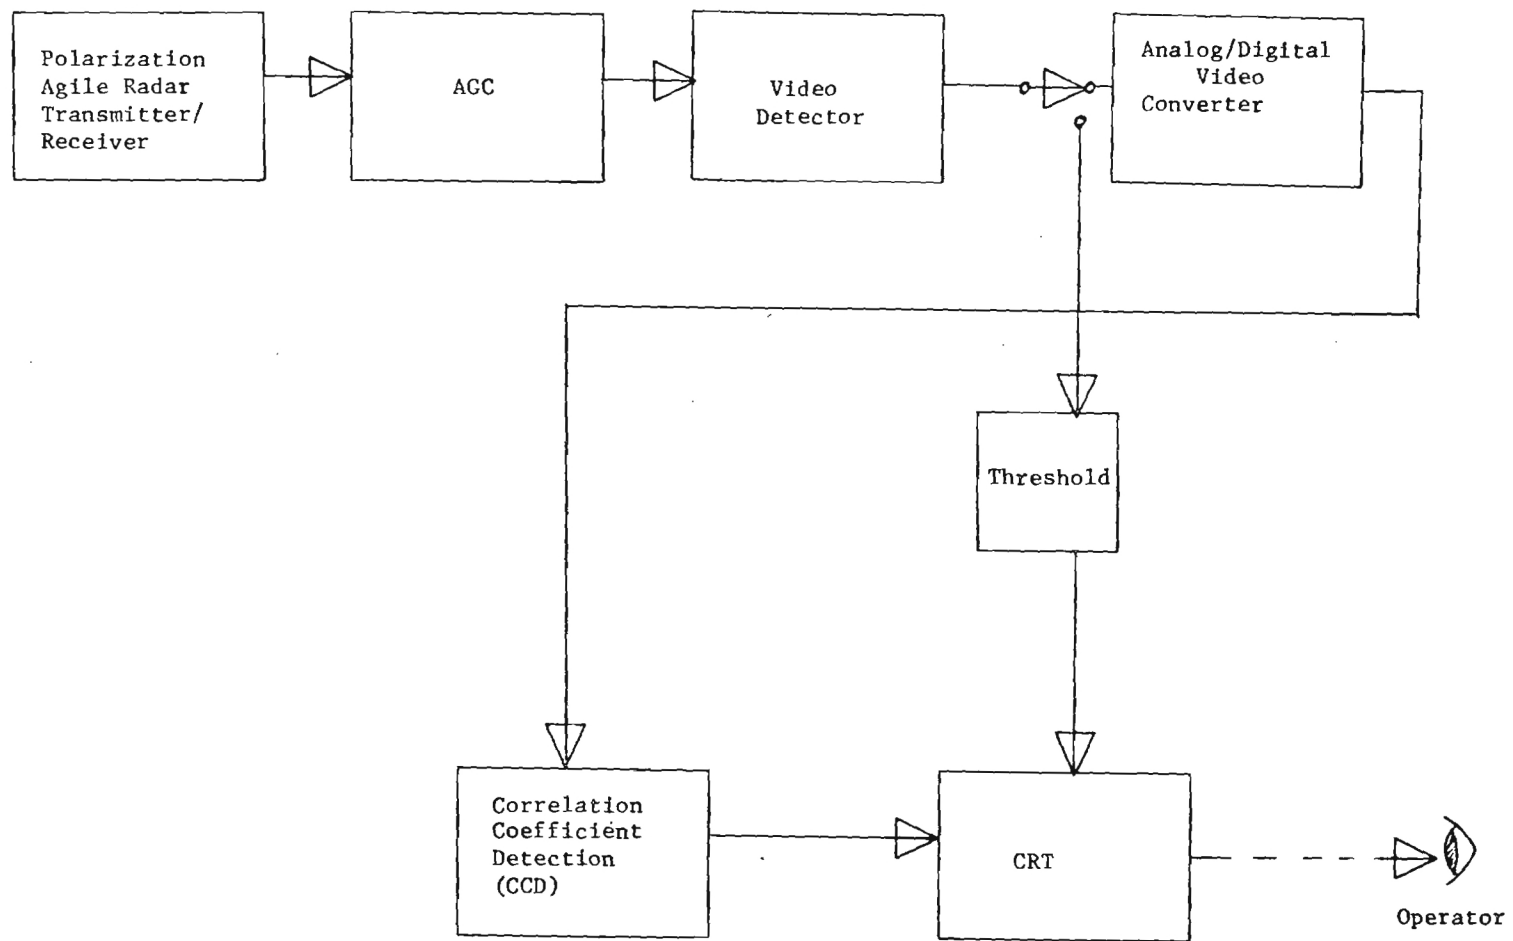 Polarization
Agile Radar
Transmitter/
Receiver
AGC
Video
Detector
Analog/Digital
Video
Converter
Threshold
Correlation
Coefficient
Detection
(CCD)
CRT
Operator